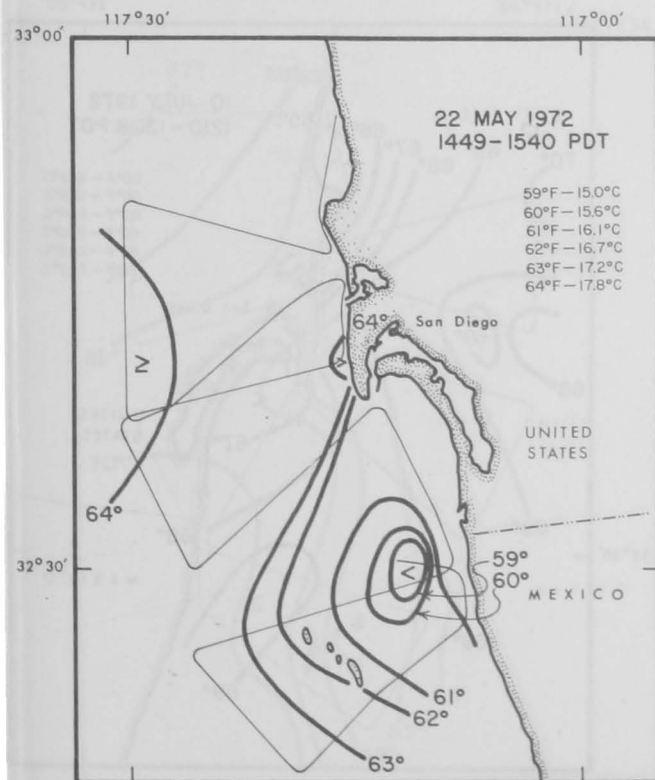 117°30'
117°00'
33°00'
22 MAY 1972
1449-1540 PDT
59°F-15.0°C
60°F-15.6°C
61°F-16.1°C
62°F-16.7°C
63°F-17.2°C
64°F-17.8°C
64°
San Diego
UNITED
STATES
64°
32°30'
59°
60°
MEXICO
61°
62°
63°